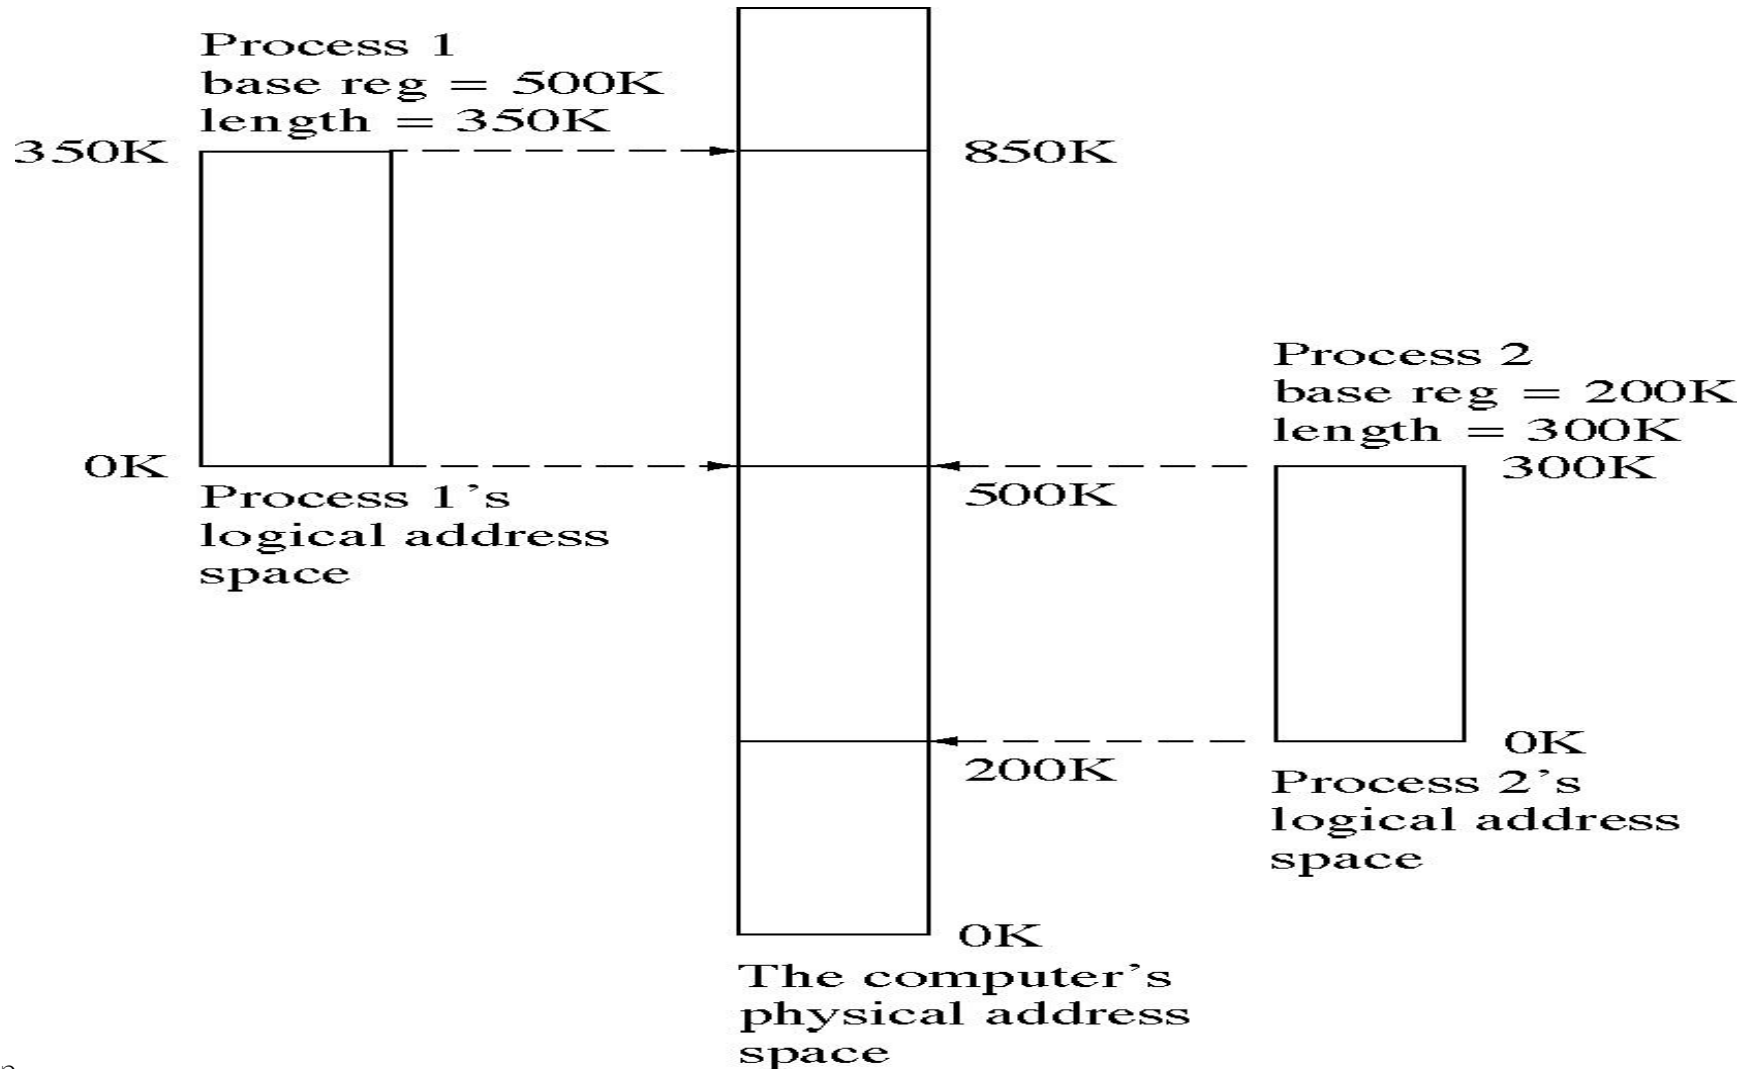 Process 1
base reg = 500K
length = 350K
350K
850K
Process 2
base reg = 200K
length = 300K
0K
300K
500K
Process 1's
logical address
space
200K
0K
Process 2's
logical address
space
0K
The computer's
physical address
space